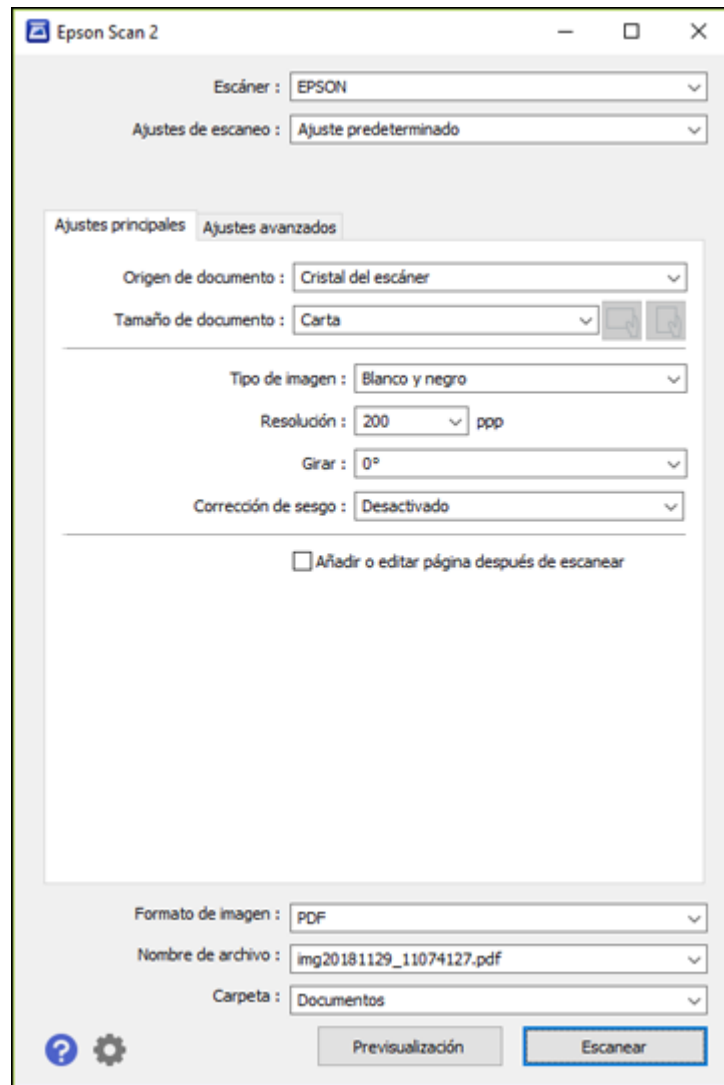 Epson Scan 2
Escáner : EPSON
Ajustes de escaneo : Ajuste predeterminado
Ajustes principales Ajustes avanzados
Origen de documento : Cristal del escáner
Tamaño de documento : Carta
Tipo de imagen : Blanco y negro
Resolución : 200 ppp
Girar : 0°
Corrección de sesgo : Desactivado
Añadir o editar página después de escanear
Formato de imagen : PDF
Nombre de archivo : img20181129_11074127.pdf
Carpeta : Documentos
? Previsualización Escanear